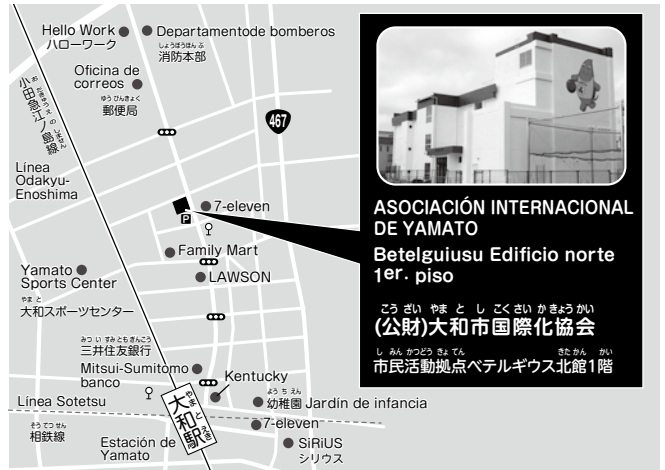 Hello Work
ハローワーク
Departamentode bomberos
しょうぼうほんぶ
消防本部
Oficina de
correos
ゆうびんきょく
郵便局
お だきゅう え の しません
小田急江ノ島線
467
Línea
Odakyu-
Enoshima
7-eleven
P
Family Mart
LAWSON
Yamato
Sports Center
やま と
大和スポーツセンター
みつ い すみともぎんこう
三井住友銀行
Mitsui-Sumitomo
banco
Kentucky
Línea Sotetsu
そうてつせん
相鉄線
やま と えき
大和駅
Estación de
Yamato
ようちえん
幼稚園 Jardín de infancia
7-eleven
SiRiUS
シリウス
ASOCIACIÓN INTERNACIONAL
DE YAMATO
Betelguiusu Edificio norte
1er. piso
こう ざい やま と し こくさい か きょうかい
(公財)大和市国際化協会
し みん かつどう きょ てん きたかん かい
市民活動拠点ベテルギウス北館1階